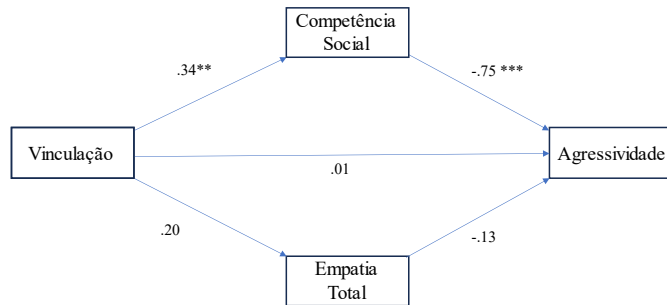 Competência
Social
.34**
-.75 ***
Vinculação
Agressividade
.01
.20
-.13
Empatia
Total